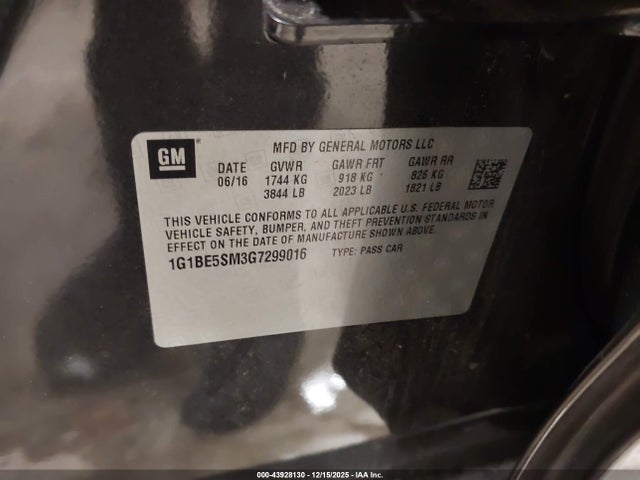 GM
MFD BY GENERAL MOTORS LLC
DATE GVWR GAWR FRT GAWR RR
06/16 1744 KG 918 KG 826 KG
3844 LB 2023 LB 1821 LB
THIS VEHICLE CONFORMS TO ALL APPLICABLE U.S. FEDERAL MOTOR
VEHICLE SAFETY, BUMPER, AND THEFT PREVENTION STANDARDS IN
EFFECT ON THE DATE OF MANUFACTURE SHOWN ABOVE.
1G1BE5SM3G7299016 TYPE: PASS CAR
000-43928130 - 12/15/2025 - IAA Inc.